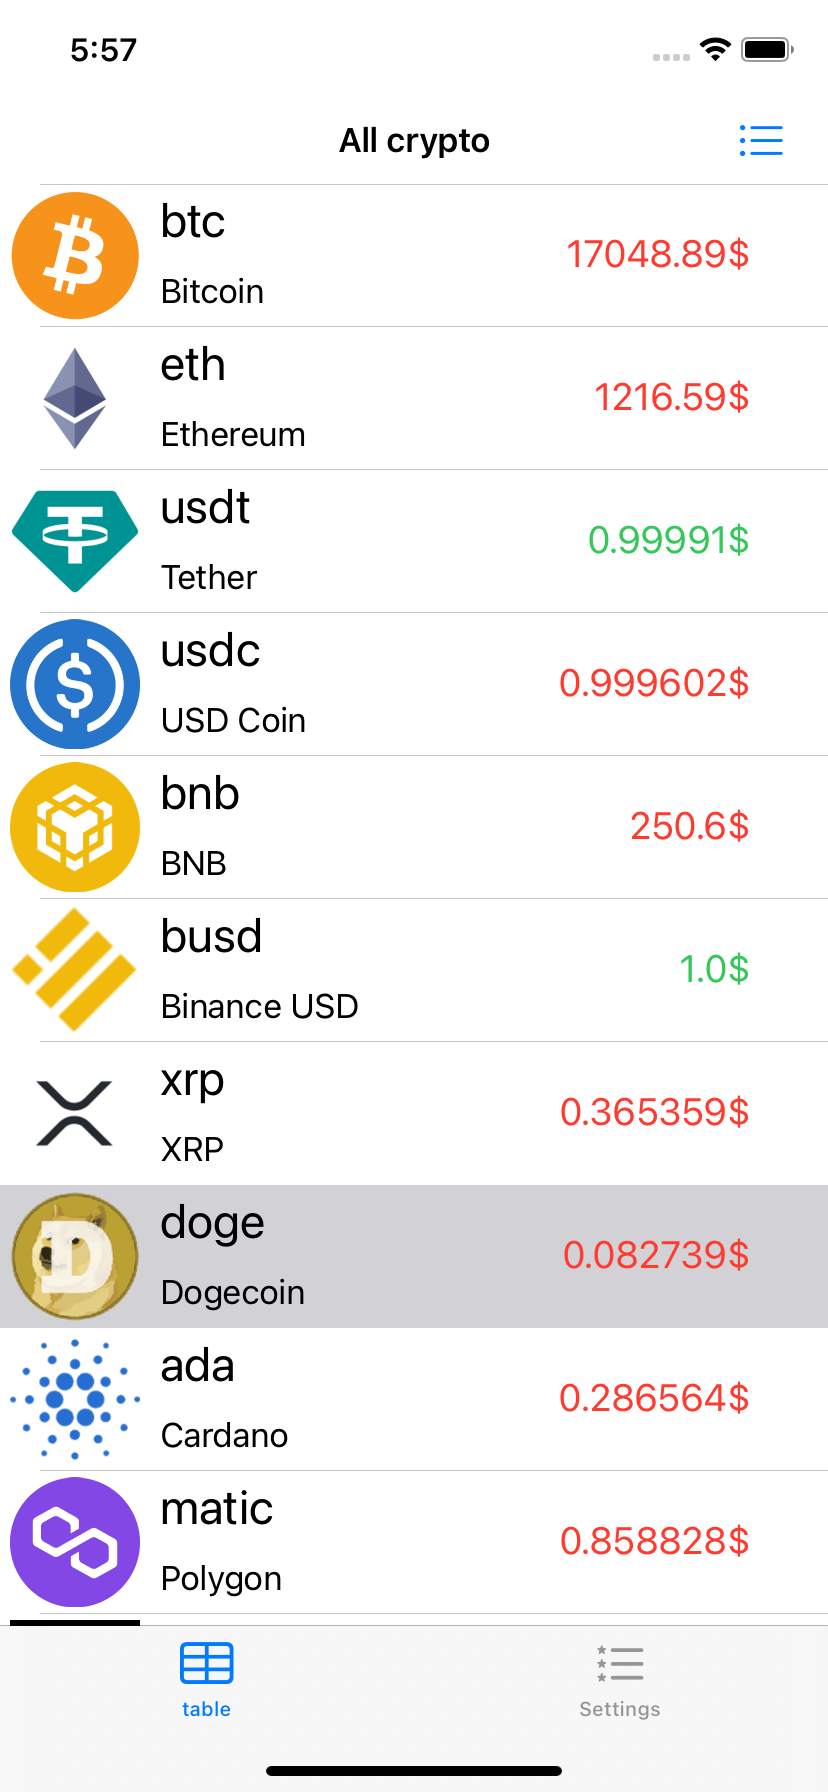 5:57
All crypto
btc
17048.89$
Bitcoin
eth
1216.59$
Ethereum
usdt
0.99991$
Tether
usdc
0.999602$
USD Coin
bnb
250.6$
BNB
busd
1.0$
Binance USD
xrp
0.365359$
XRP
doge
0.082739$
Dogecoin
ada
0.286564$
Cardano
matic
0.858828$
Polygon
table
Settings